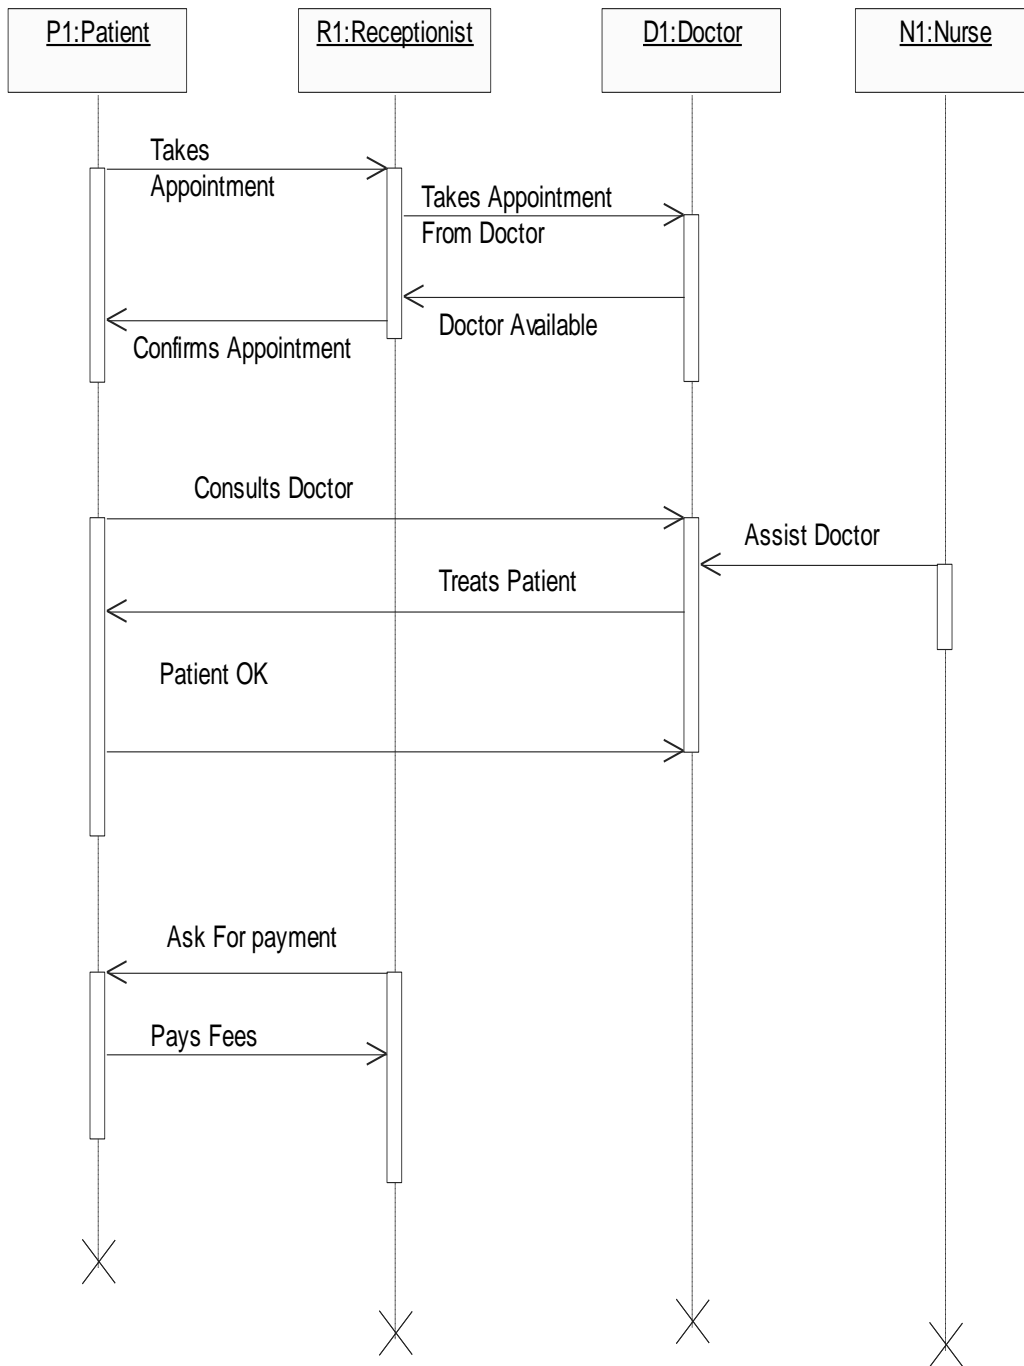 P1:Patient
R1:Receptionist
D1:Doctor
N1:Nurse
Takes
Appointment
Takes Appointment
From Doctor
Doctor Available
Confirms Appointment
Consults Doctor
Assist Doctor
Treats Patient
Patient OK
Ask For payment
Pays Fees